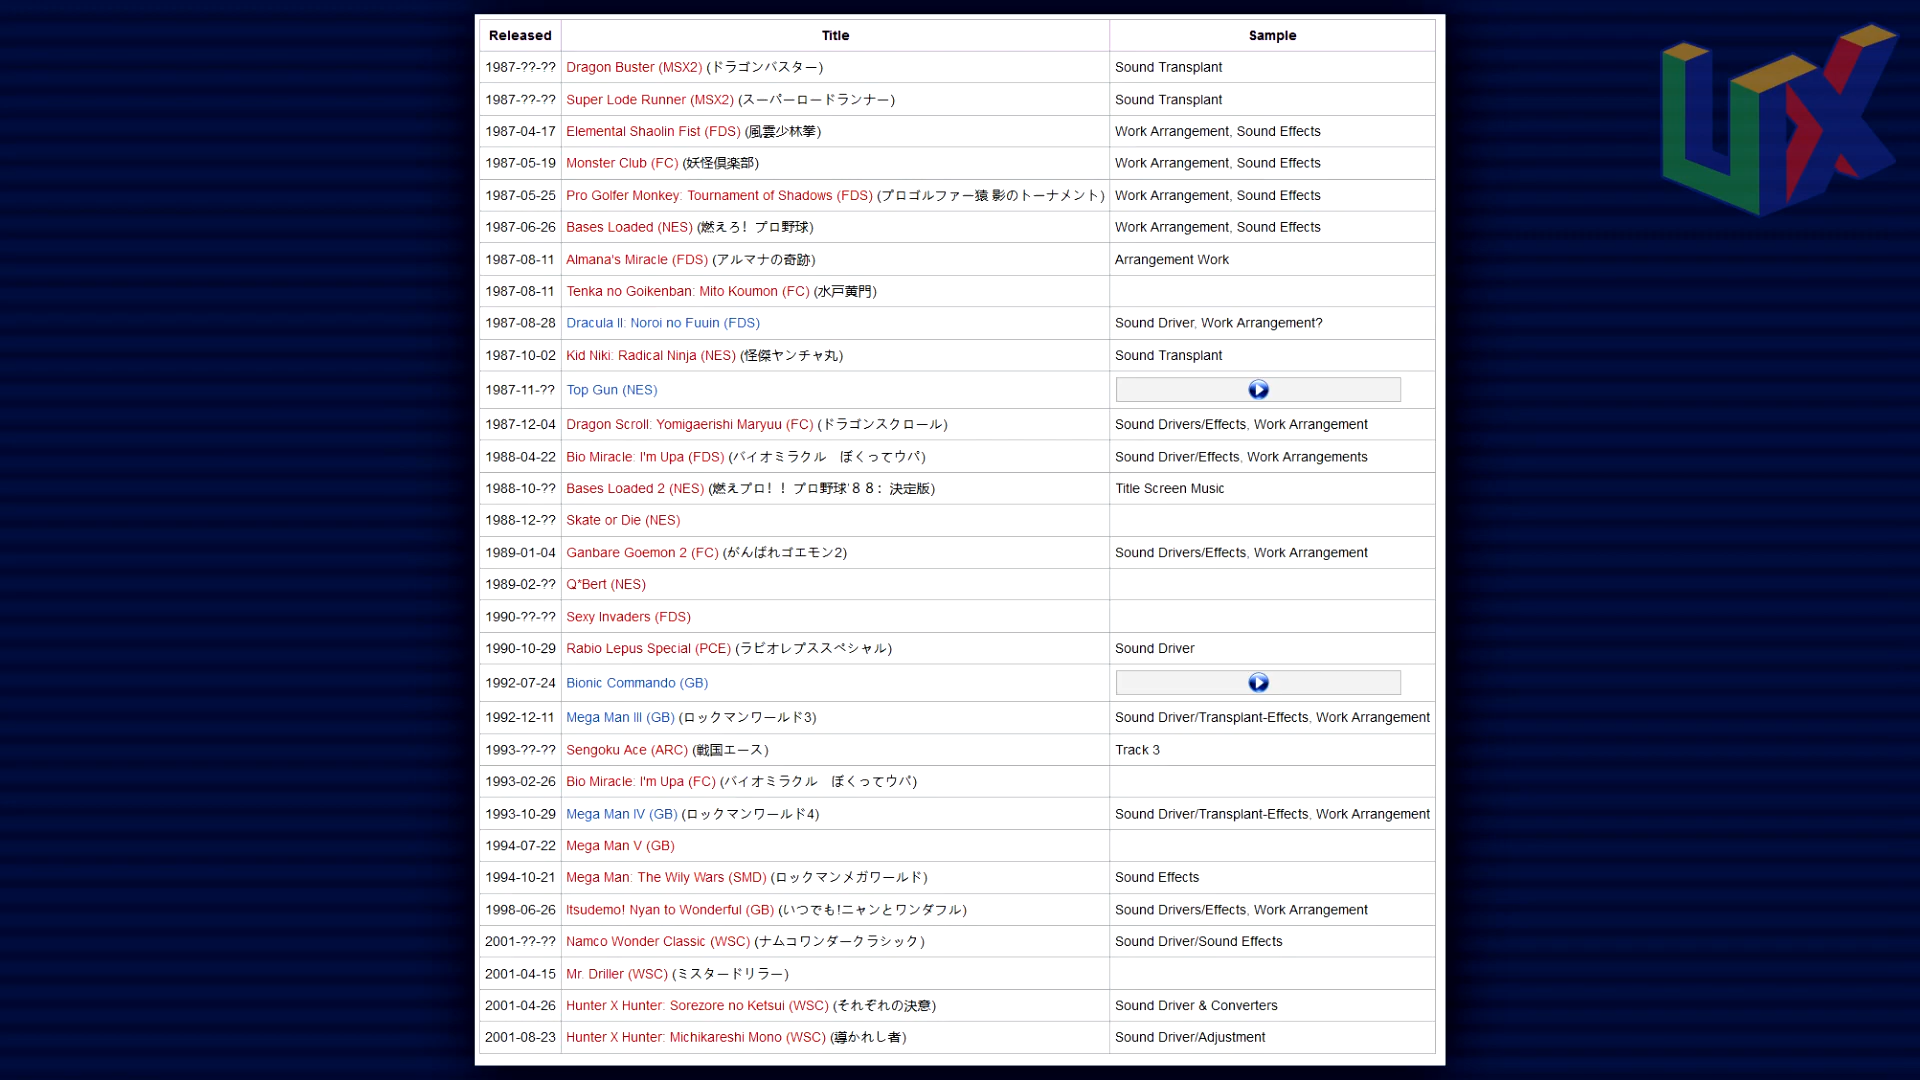 Released Title Sample
1987-??-?? Dragon Buster (MSX2) (ドラゴンバスター) Sound Transplant
1987-??-?? Super Lode Runner (MSX2) (スーパーロードランナー) Sound Transplant
1987-04-17 Elemental Shaolin Fist (FDS) (風雲少林拳) Work Arrangement, Sound Effects
1987-05-19 Monster Club (FC) (妖怪倶楽部) Work Arrangement, Sound Effects
1987-05-25 Pro Golfer Monkey: Tournament of Shadows (FDS) (プロゴルファー猿 影のトーナメント) Work Arrangement, Sound Effects
1987-06-26 Bases Loaded (NES) (燃えろ！プロ野球) Work Arrangement, Sound Effects
1987-08-11 Almana's Miracle (FDS) (アルマナの奇跡) Arrangement Work
1987-08-11 Tenka no Goikenban: Mito Koumon (FC) (水戸黄門)
1987-08-28 Dracula II: Noroi no Fuuin (FDS) Sound Driver, Work Arrangement?
1987-10-02 Kid Niki: Radical Ninja (NES) (怪傑ヤンチャ丸) Sound Transplant
1987-11-?? Top Gun (NES)
1987-12-04 Dragon Scroll: Yomigaerishi Maryuu (FC) (ドラゴンスクロール) Sound Drivers/Effects, Work Arrangement
1988-04-22 Bio Miracle: I'm Upa (FDS) (バイオミラクル　ぼくってウパ) Sound Driver/Effects, Work Arrangements
1988-10-?? Bases Loaded 2 (NES) (燃えプロ！！プロ野球'８８：決定版) Title Screen Music
1988-12-?? Skate or Die (NES)
1989-01-04 Ganbare Goemon 2 (FC) (がんばれゴエモン2) Sound Drivers/Effects, Work Arrangement
1989-02-?? Q*Bert (NES)
1990-??-?? Sexy Invaders (FDS)
1990-10-29 Rabio Lepus Special (PCE) (ラビオレプススペシャル) Sound Driver
1992-07-24 Bionic Commando (GB)
1992-12-11 Mega Man III (GB) (ロックマンワールド3) Sound Driver/Transplant-Effects, Work Arrangement
1993-??-?? Sengoku Ace (ARC) (戦国エース) Track 3
1993-02-26 Bio Miracle: I'm Upa (FC) (バイオミラクル　ぼくってウパ)
1993-10-29 Mega Man IV (GB) (ロックマンワールド4) Sound Driver/Transplant-Effects, Work Arrangement
1994-07-22 Mega Man V (GB)
1994-10-21 Mega Man: The Wily Wars (SMD) (ロックマンメガワールド) Sound Effects
1998-06-26 Itsudemo! Nyan to Wonderful (GB) (いつでも!ニャンとワンダフル) Sound Drivers/Effects, Work Arrangement
2001-??-?? Namco Wonder Classic (WSC) (ナムコワンダークラシック) Sound Driver/Sound Effects
2001-04-15 Mr. Driller (WSC) (ミスタードリラー)
2001-04-26 Hunter X Hunter: Sorezore no Ketsui (WSC) (それぞれの決意) Sound Driver & Converters
2001-08-23 Hunter X Hunter: Michikareshi Mono (WSC) (導かれし者) Sound Driver/Adjustment
UX